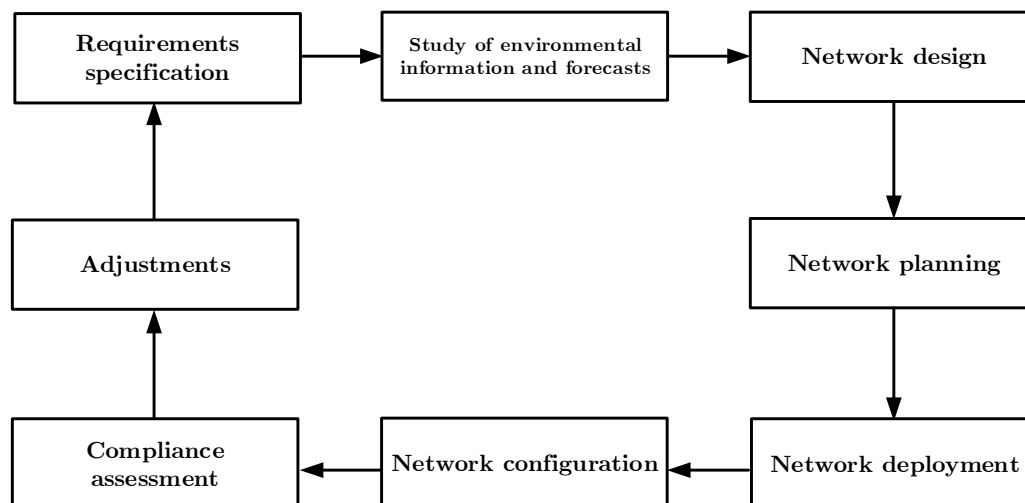 Requirements
specification
Study of environmental
information and forecasts
Network design
Adjustments
Network planning
Compliance
assessment
Network configuration
Network deployment